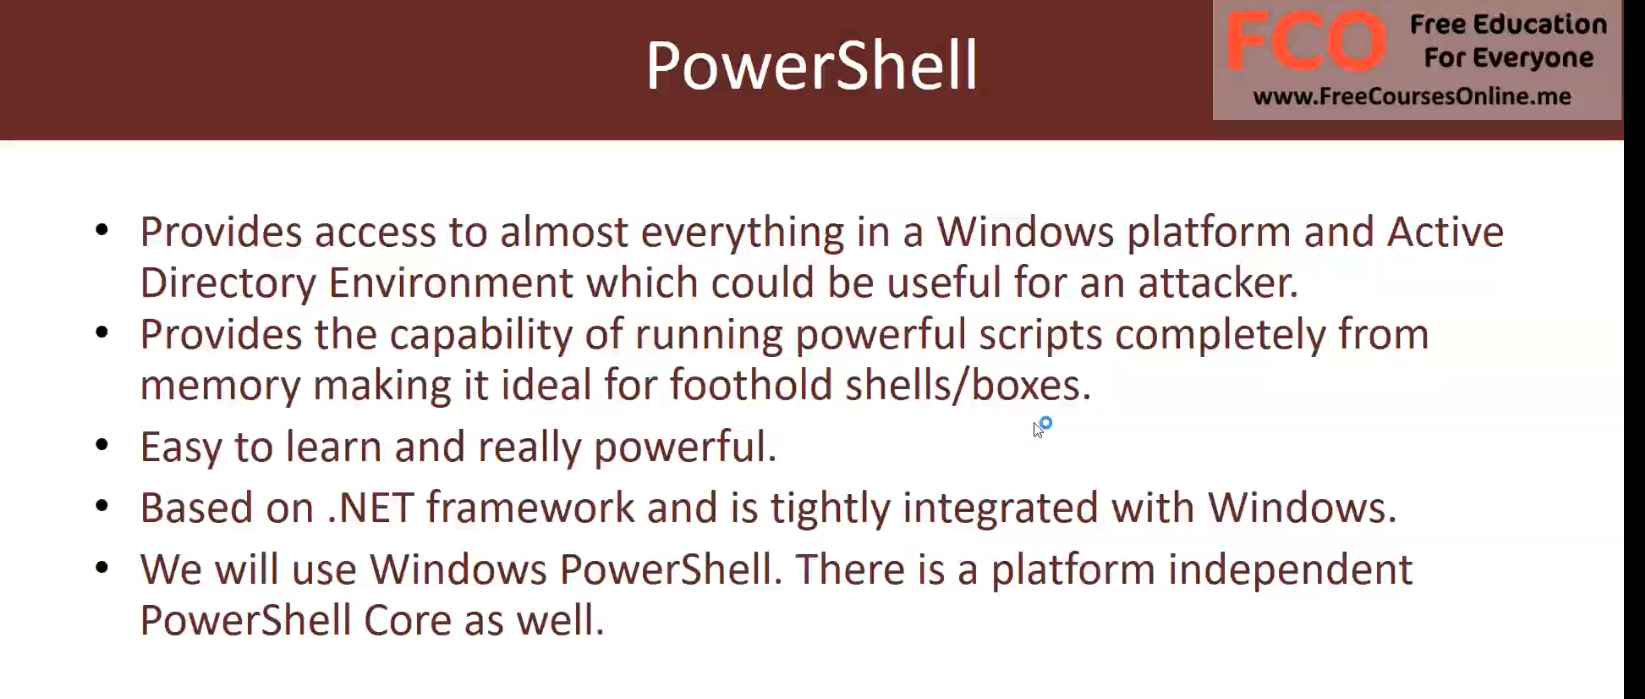 PowerShell
FCO
Free Education
For Everyone
www.FreeCoursesOnline.me
• Provides access to almost everything in a Windows platform and Active
Directory Environment which could be useful for an attacker.
• Provides the capability of running powerful scripts completely from
memory making it ideal for foothold shells/boxes.
• Easy to learn and really powerful.
• Based on .NET framework and is tightly integrated with Windows.
• We will use Windows PowerShell. There is a platform independent
PowerShell Core as well.